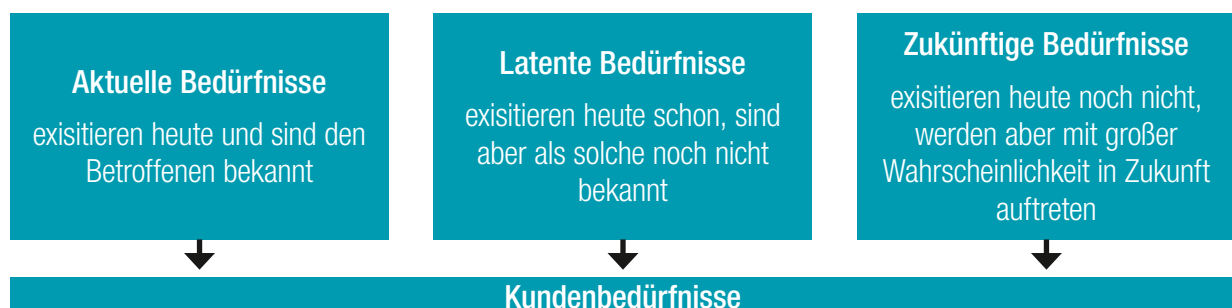 Aktuelle Bedürfnisse
exisitieren heute und sind den
Betroffenen bekannt
Latente Bedürfnisse
exisitieren heute schon, sind
aber als solche noch nicht
bekannt
Zukünftige Bedürfnisse
exisitieren heute noch nicht,
werden aber mit großer
Wahrscheinlichkeit in Zukunft
auftreten
Kundenbedürfnisse